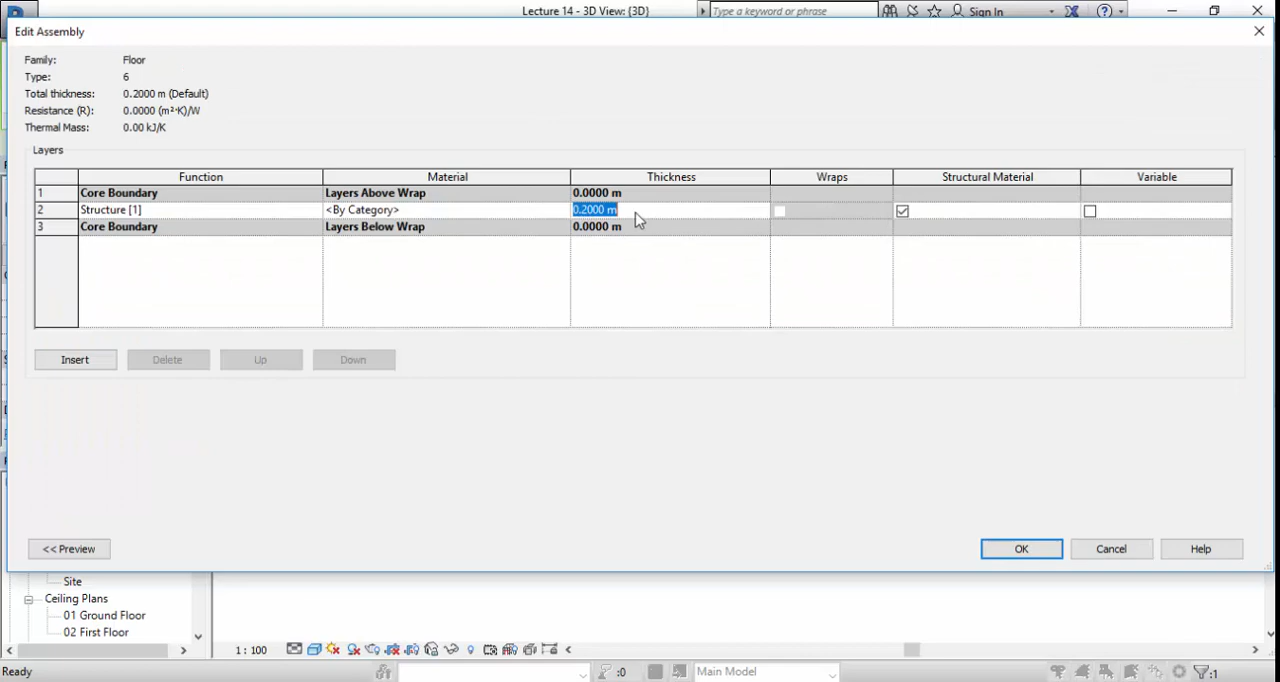 Lecture 14 - 3D View: {3D}
Type a keyword or phrase
Sign In
Edit Assembly
Family: Floor
Type: 6
Total thickness: 0.2000 m (Default)
Resistance (R): 0.0000 (m²·K)/W
Thermal Mass: 0.00 kJ/K
Layers
Function Material Thickness Wraps Structural Material Variable
1 Core Boundary Layers Above Wrap 0.0000 m
2 Structure [1] <By Category> 0.2000 m
3 Core Boundary Layers Below Wrap 0.0000 m
Insert Delete Up Down
<< Preview OK Cancel Help
Site
Ceiling Plans
01 Ground Floor
02 First Floor
1 : 100
Ready :0 Main Model :1